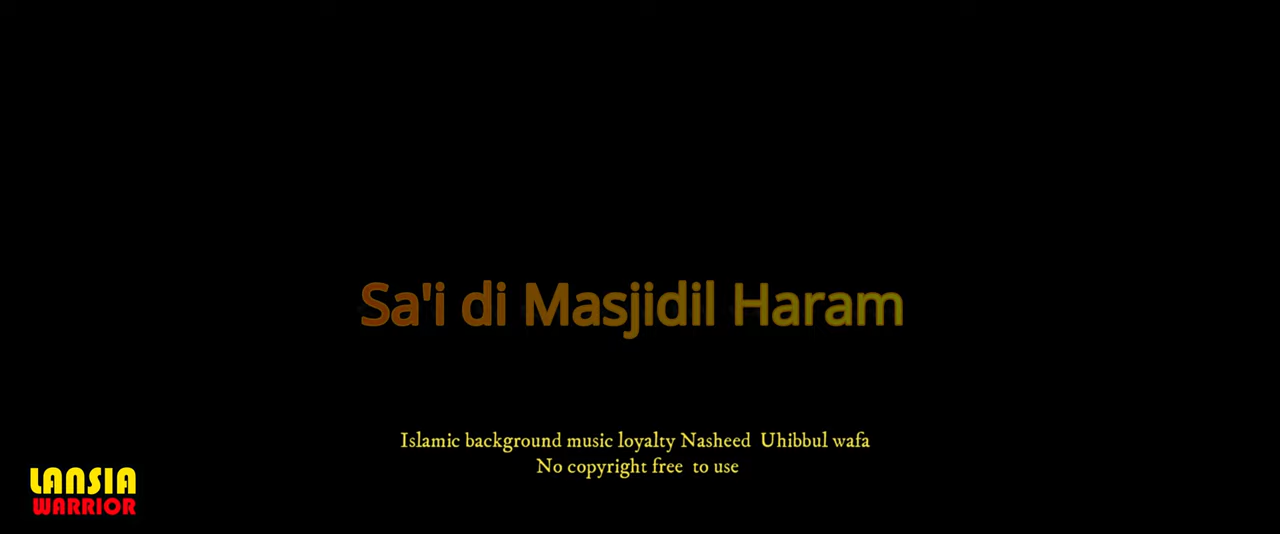 Sa'i di Masjidil Haram
Islamic background music loyalty Nasheed Uhibbul wafa
No copyright free to use
LANSIA
WARRIOR